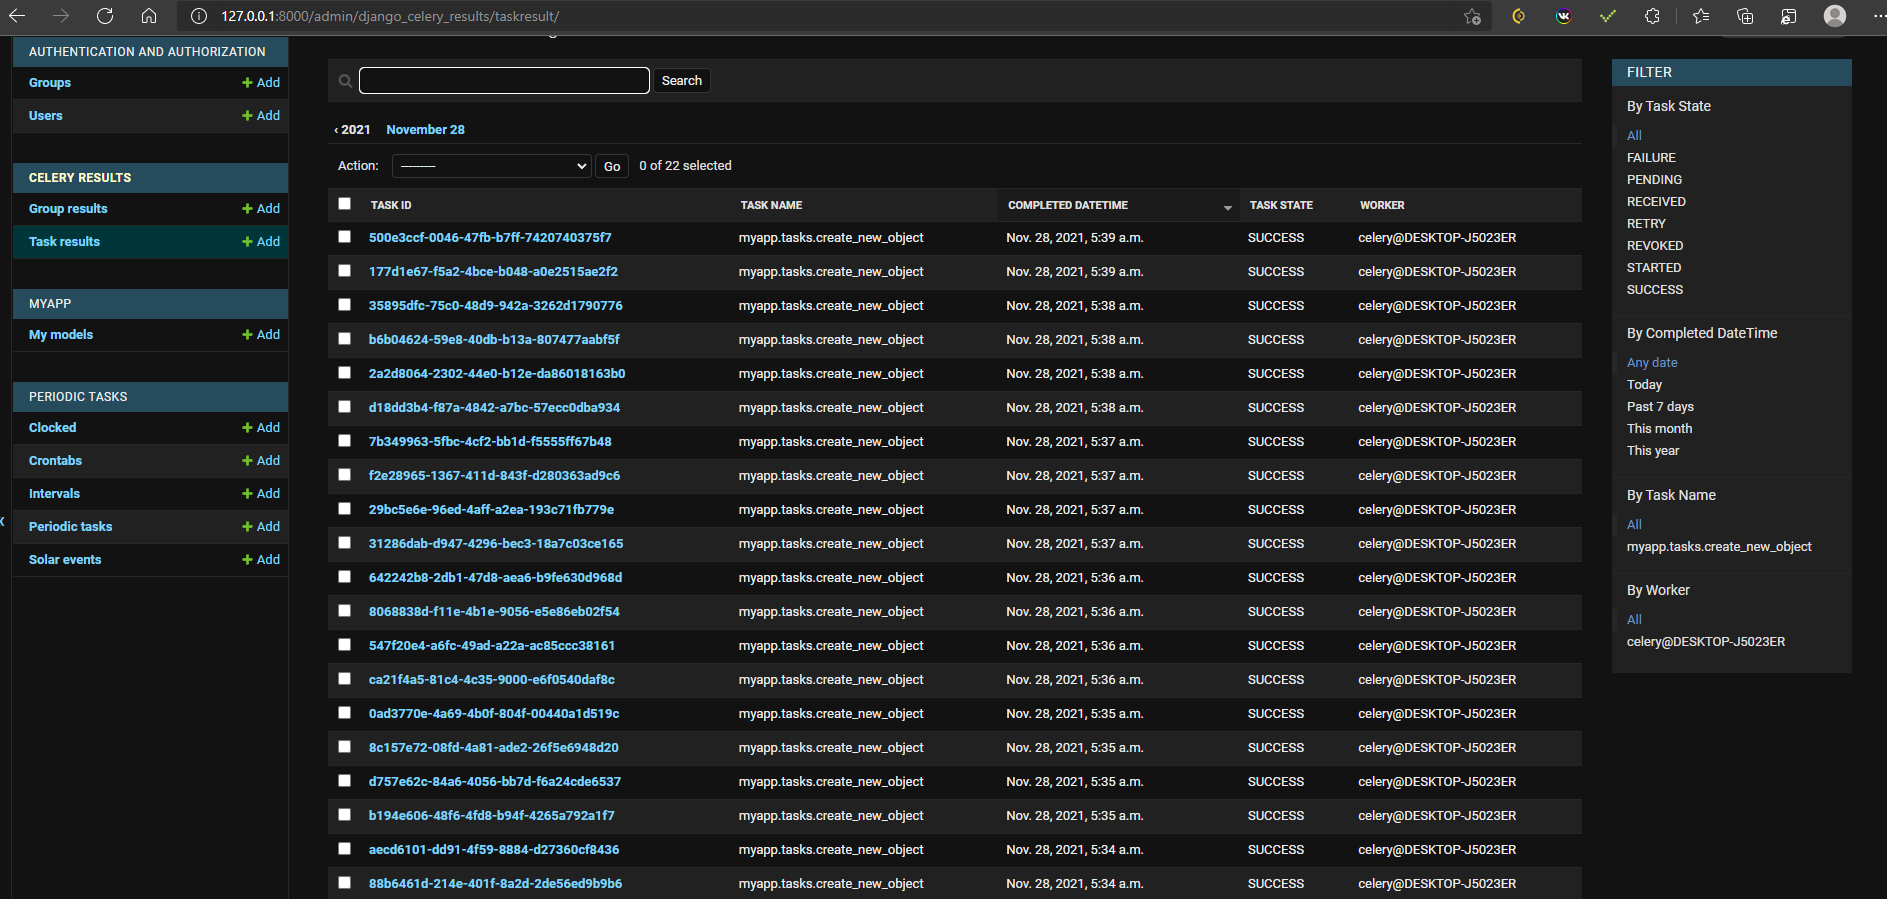 127.0.0.1:8000/admin/django_celery_results/taskresult/
AUTHENTICATION AND AUTHORIZATION
Groups + Add
Users + Add
CELERY RESULTS
Group results + Add
Task results + Add
MYAPP
My models + Add
PERIODIC TASKS
Clocked + Add
Crontabs + Add
Intervals + Add
Periodic tasks + Add
Solar events + Add
Search
‹ 2021 November 28
Action: --------- Go 0 of 22 selected
TASK ID TASK NAME COMPLETED DATETIME TASK STATE WORKER
500e3ccf-0046-47fb-b7ff-7420740375f7 myapp.tasks.create_new_object Nov. 28, 2021, 5:39 a.m. SUCCESS celery@DESKTOP-J5023ER
177d1e67-f5a2-4bce-b048-a0e2515ae2f2 myapp.tasks.create_new_object Nov. 28, 2021, 5:39 a.m. SUCCESS celery@DESKTOP-J5023ER
35895dfc-75c0-48d9-942a-3262d1790776 myapp.tasks.create_new_object Nov. 28, 2021, 5:38 a.m. SUCCESS celery@DESKTOP-J5023ER
b6b04624-59e8-40db-b13a-807477aabf5f myapp.tasks.create_new_object Nov. 28, 2021, 5:38 a.m. SUCCESS celery@DESKTOP-J5023ER
2a2d8064-2302-44e0-b12e-da86018163b0 myapp.tasks.create_new_object Nov. 28, 2021, 5:38 a.m. SUCCESS celery@DESKTOP-J5023ER
d18dd3b4-f87a-4842-a7bc-57ecc0dba934 myapp.tasks.create_new_object Nov. 28, 2021, 5:38 a.m. SUCCESS celery@DESKTOP-J5023ER
7b349963-5fbc-4cf2-bb1d-f5555ff67b48 myapp.tasks.create_new_object Nov. 28, 2021, 5:37 a.m. SUCCESS celery@DESKTOP-J5023ER
f2e28965-1367-411d-843f-d280363ad9c6 myapp.tasks.create_new_object Nov. 28, 2021, 5:37 a.m. SUCCESS celery@DESKTOP-J5023ER
29bc5e6e-96ed-4aff-a2ea-193c71fb779e myapp.tasks.create_new_object Nov. 28, 2021, 5:37 a.m. SUCCESS celery@DESKTOP-J5023ER
31286dab-d947-4296-bec3-18a7c03ce165 myapp.tasks.create_new_object Nov. 28, 2021, 5:37 a.m. SUCCESS celery@DESKTOP-J5023ER
642242b8-2db1-47d8-aea6-b9fe630d968d myapp.tasks.create_new_object Nov. 28, 2021, 5:36 a.m. SUCCESS celery@DESKTOP-J5023ER
8068838d-f11e-4b1e-9056-e5e86eb02f54 myapp.tasks.create_new_object Nov. 28, 2021, 5:36 a.m. SUCCESS celery@DESKTOP-J5023ER
547f20e4-a6fc-49ad-a22a-ac85ccc38161 myapp.tasks.create_new_object Nov. 28, 2021, 5:36 a.m. SUCCESS celery@DESKTOP-J5023ER
ca21f4a5-81c4-4c35-9000-e6f0540daf8c myapp.tasks.create_new_object Nov. 28, 2021, 5:36 a.m. SUCCESS celery@DESKTOP-J5023ER
0ad3770e-4a69-4b0f-804f-00440a1d519c myapp.tasks.create_new_object Nov. 28, 2021, 5:35 a.m. SUCCESS celery@DESKTOP-J5023ER
8c157e72-08fd-4a81-ade2-26f5e6948d20 myapp.tasks.create_new_object Nov. 28, 2021, 5:35 a.m. SUCCESS celery@DESKTOP-J5023ER
d757e62c-84a6-4056-bb7d-f6a24cde6537 myapp.tasks.create_new_object Nov. 28, 2021, 5:35 a.m. SUCCESS celery@DESKTOP-J5023ER
b194e606-48f6-4fd8-b94f-4265a792a1f7 myapp.tasks.create_new_object Nov. 28, 2021, 5:35 a.m. SUCCESS celery@DESKTOP-J5023ER
aecd6101-dd91-4f59-8884-d27360cf8436 myapp.tasks.create_new_object Nov. 28, 2021, 5:34 a.m. SUCCESS celery@DESKTOP-J5023ER
88b6461d-214e-401f-8a2d-2de56ed9b9b6 myapp.tasks.create_new_object Nov. 28, 2021, 5:34 a.m. SUCCESS celery@DESKTOP-J5023ER
FILTER
By Task State
All
FAILURE
PENDING
RECEIVED
RETRY
REVOKED
STARTED
SUCCESS
By Completed DateTime
Any date
Today
Past 7 days
This month
This year
By Task Name
All
myapp.tasks.create_new_object
By Worker
All
celery@DESKTOP-J5023ER